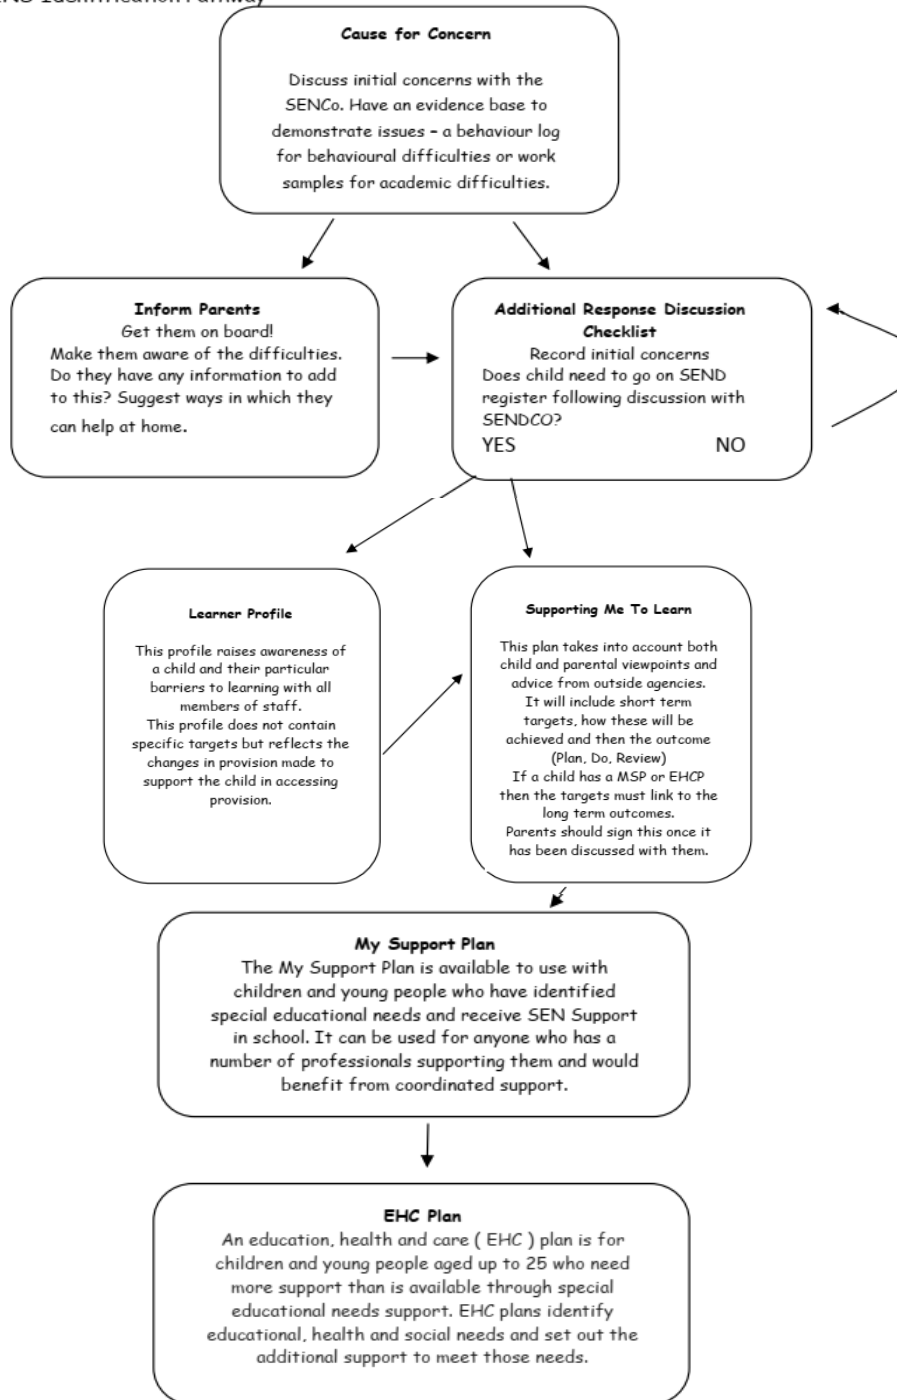 Identification Pathway
Cause for Concern
Discuss initial concerns with the
SENCo. Have an evidence base to
demonstrate issues – a behaviour log
for behavioural difficulties or work
samples for academic difficulties.
Inform Parents
Get them on board!
Make them aware of the difficulties.
Do they have any information to add
to this? Suggest ways in which they
can help at home.
Additional Response Discussion
Checklist
Record initial concerns
Does child need to go on SEND
register following discussion with
SENDCO?
YES NO
Learner Profile
This profile raises awareness of
a child and their particular
barriers to learning with all
members of staff.
This profile does not contain
specific targets but reflects the
changes in provision made to
support the child in accessing
provision.
Supporting Me To Learn
This plan takes into account both
child and parental viewpoints and
advice from outside agencies.
It will include short term
targets, how these will be
achieved and then the outcome
(Plan, Do, Review)
If a child has a MSP or EHCP
then the targets must link to the
long term outcomes.
Parents should sign this once it
has been discussed with them.
My Support Plan
The My Support Plan is available to use with
children and young people who have identified
special educational needs and receive SEN Support
in school. It can be used for anyone who has a
number of professionals supporting them and would
benefit from coordinated support.
EHC Plan
An education, health and care ( EHC ) plan is for
children and young people aged up to 25 who need
more support than is available through special
educational needs support. EHC plans identify
educational, health and social needs and set out the
additional support to meet those needs.